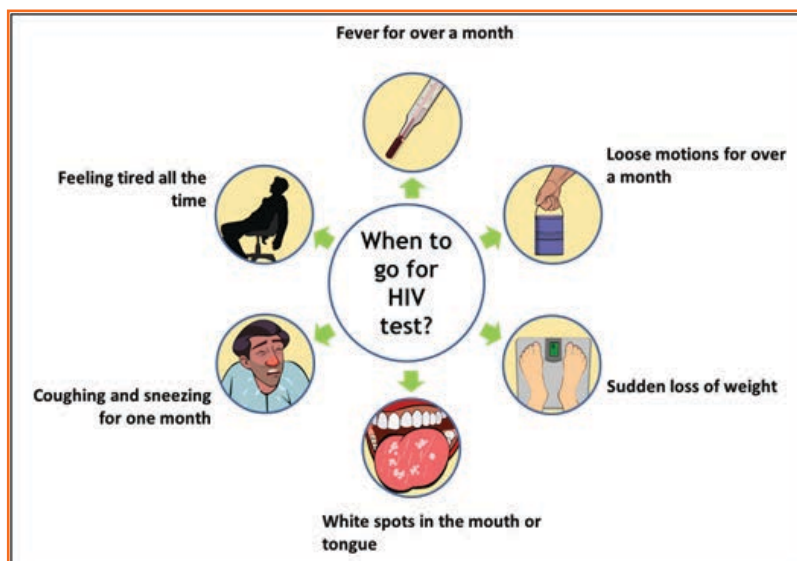 Fever for over a month
Loose motions for over
a month
Feeling tired all the
time
When to
go for
HIV
test?
Sudden loss of weight
Coughing and sneezing
for one month
White spots in the mouth or
tongue